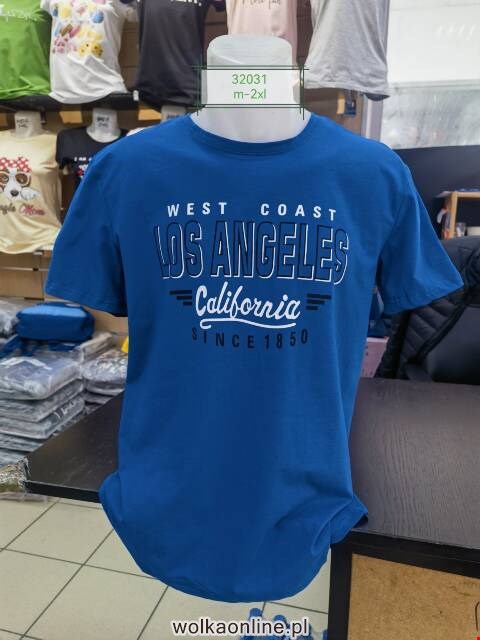 32031
m-2xl
WEST COAST
LOS ANGELES
California
SINCE 1850
wolkaonline.pl